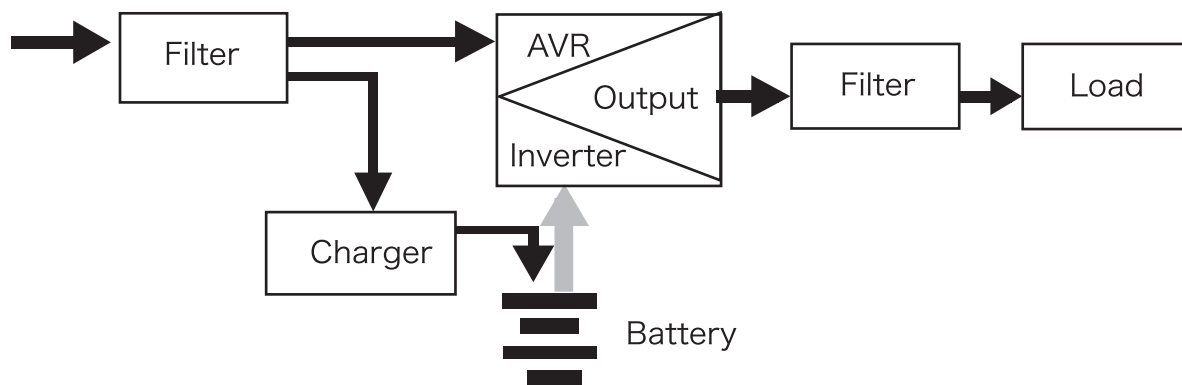 Filter
AVR
Output
Inverter
Filter
Load
Charger
Battery